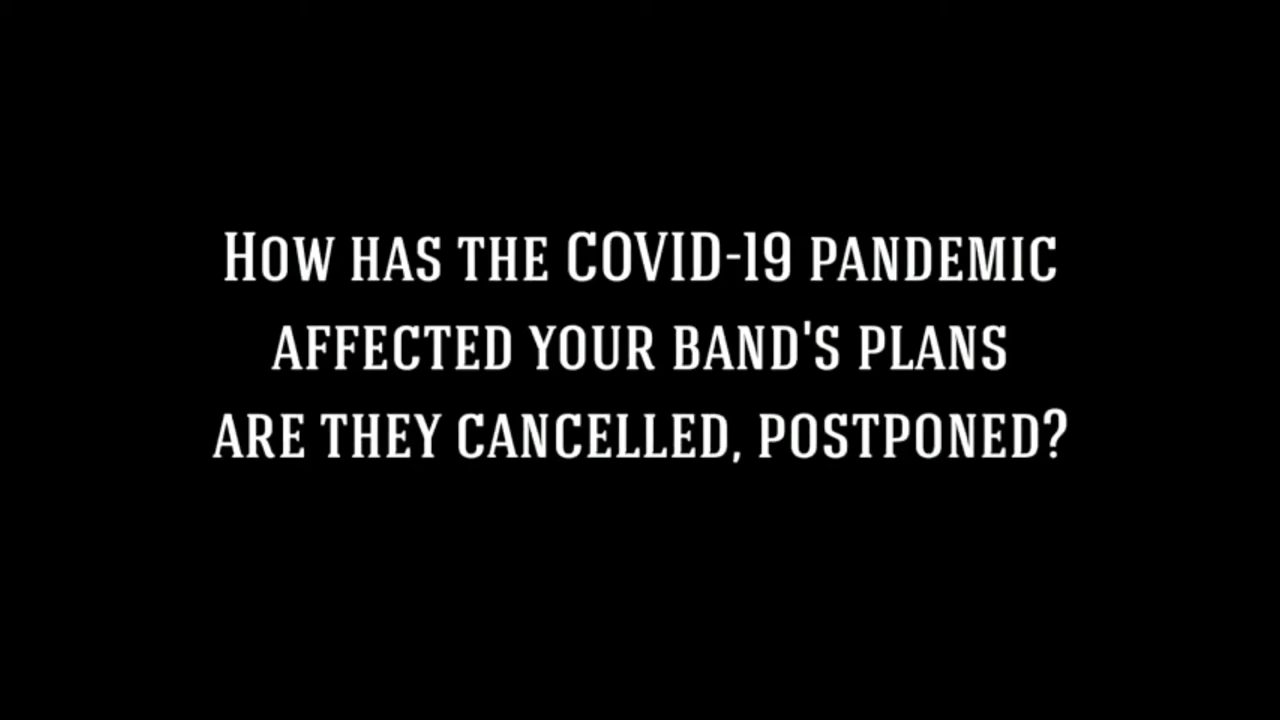 How has the COVID-19 pandemic
affected your band's plans
are they cancelled, postponed?